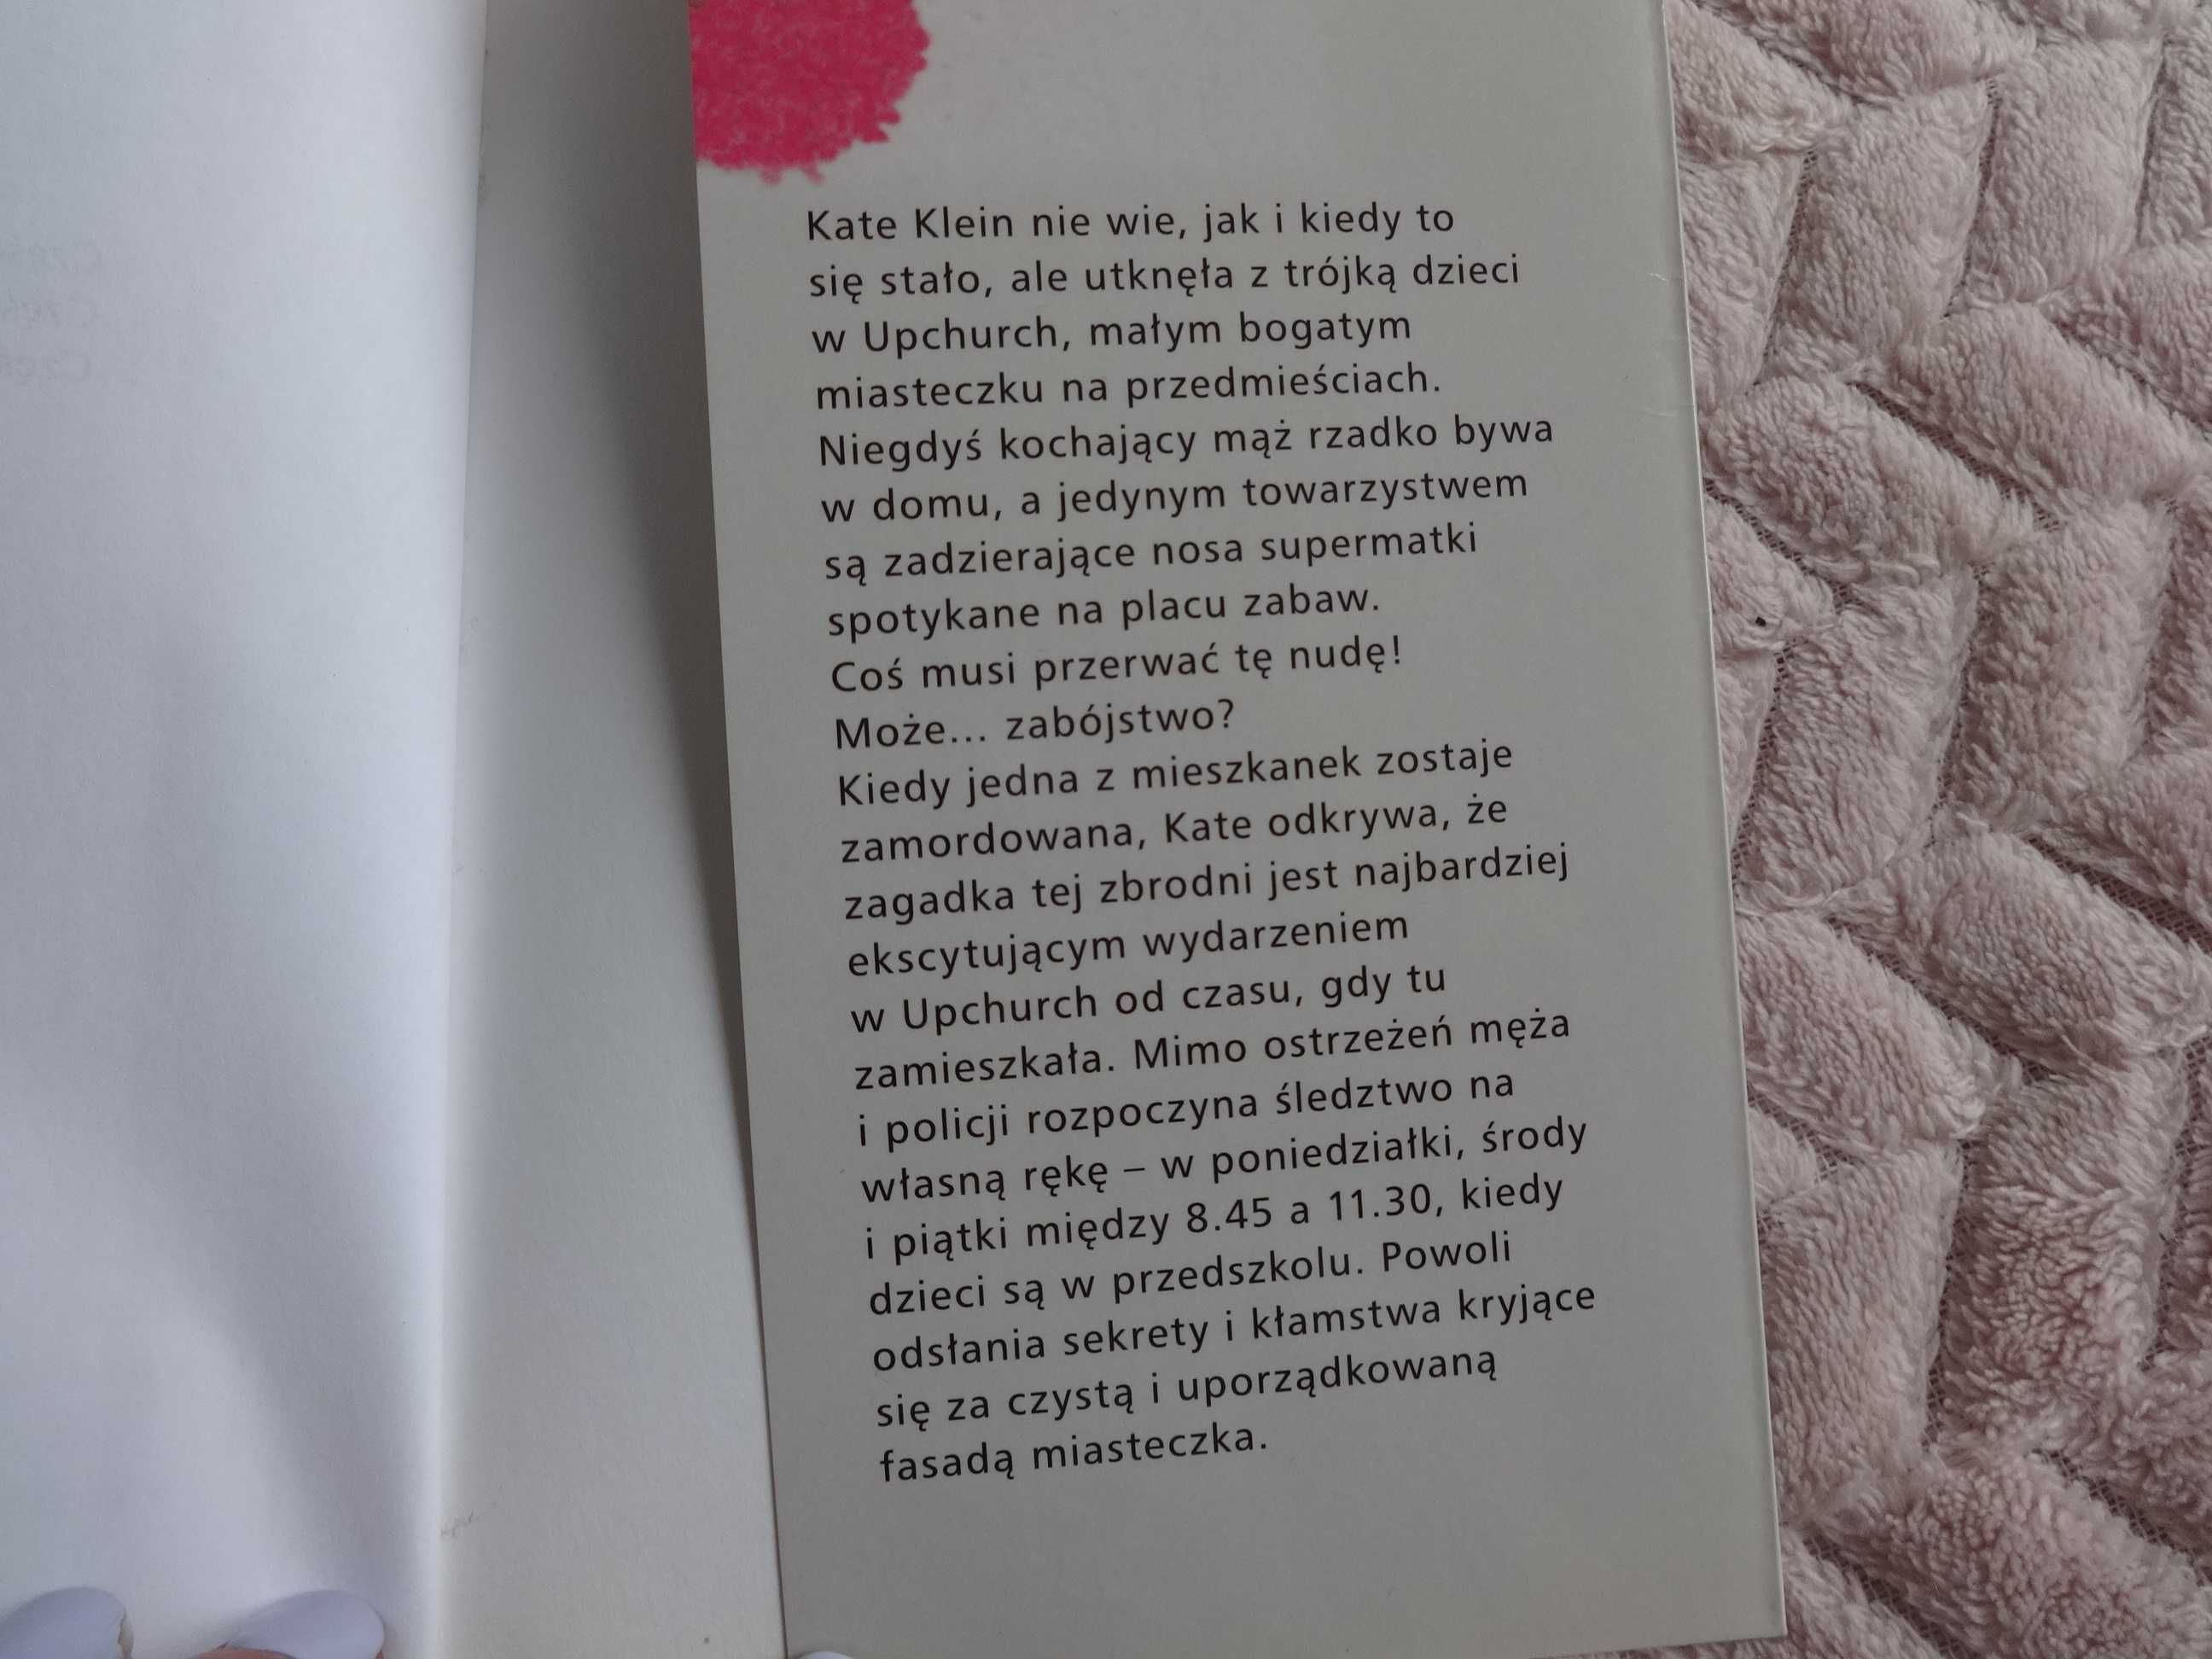 Kate Klein nie wie, jak i kiedy to
się stało, ale utknęła z trójką dzieci
w Upchurch, małym bogatym
miasteczku na przedmieściach.
Niegdyś kochający mąż rzadko bywa
w domu, a jedynym towarzystwem
są zadzierające nosa supermatki
spotykane na placu zabaw.
Coś musi przerwać tę nudę!
Może... zabójstwo?
Kiedy jedna z mieszkanek zostaje
zamordowana, Kate odkrywa, że
zagadka tej zbrodni jest najbardziej
ekscytującym wydarzeniem
w Upchurch od czasu, gdy tu
zamieszkała. Mimo ostrzeżeń męża
i policji rozpoczyna śledztwo na
własną rękę – w poniedziałki, środy
i piątki między 8.45 a 11.30, kiedy
dzieci są w przedszkolu. Powoli
odsłania sekrety i kłamstwa kryjące
się za czystą i uporządkowaną
fasadą miasteczka.